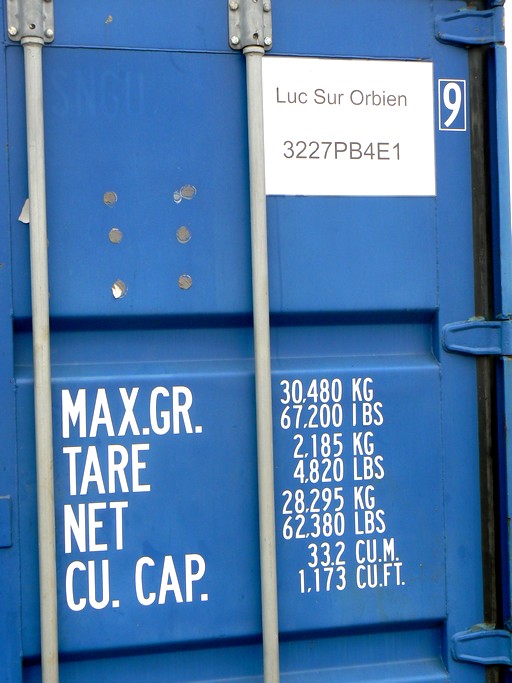 Luc Sur Orbien
3227PB4E1
9
MAX.GR. 30,480 KG
67,200 LBS
TARE 2,185 KG
4,820 LBS
NET 28,295 KG
62,380 LBS
CU. CAP. 33.2 CU.M.
1,173 CU.FT.